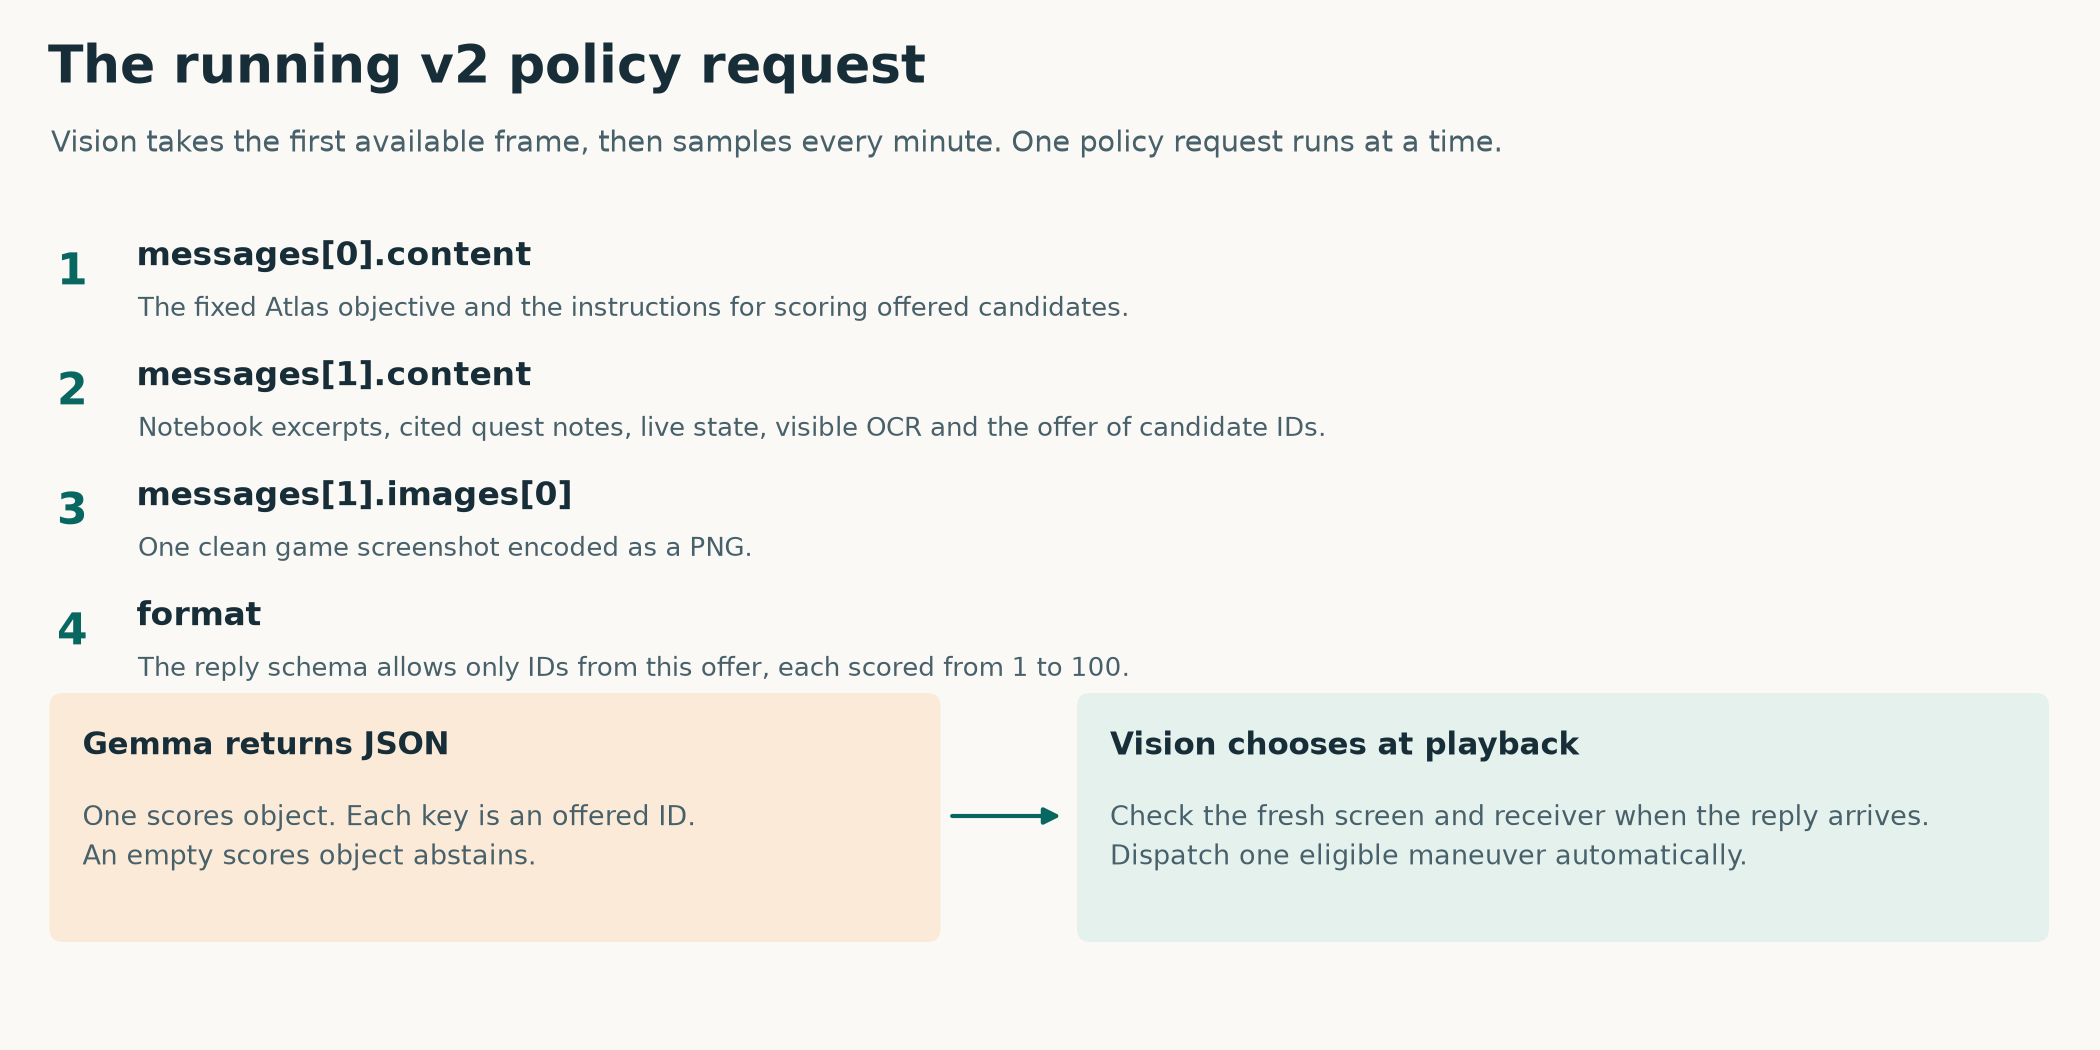 The running v2 policy request
Vision takes the first available frame, then samples every minute. One policy request runs at a time.
1
messages[0].content
The fixed Atlas objective and the instructions for scoring offered candidates.
2
messages[1].content
Notebook excerpts, cited quest notes, live state, visible OCR and the offer of candidate IDs.
3
messages[1].images[0]
One clean game screenshot encoded as a PNG.
4
format
The reply schema allows only IDs from this offer, each scored from 1 to 100.
Gemma returns JSON
One scores object. Each key is an offered ID.
An empty scores object abstains.
Vision chooses at playback
Check the fresh screen and receiver when the reply arrives.
Dispatch one eligible maneuver automatically.